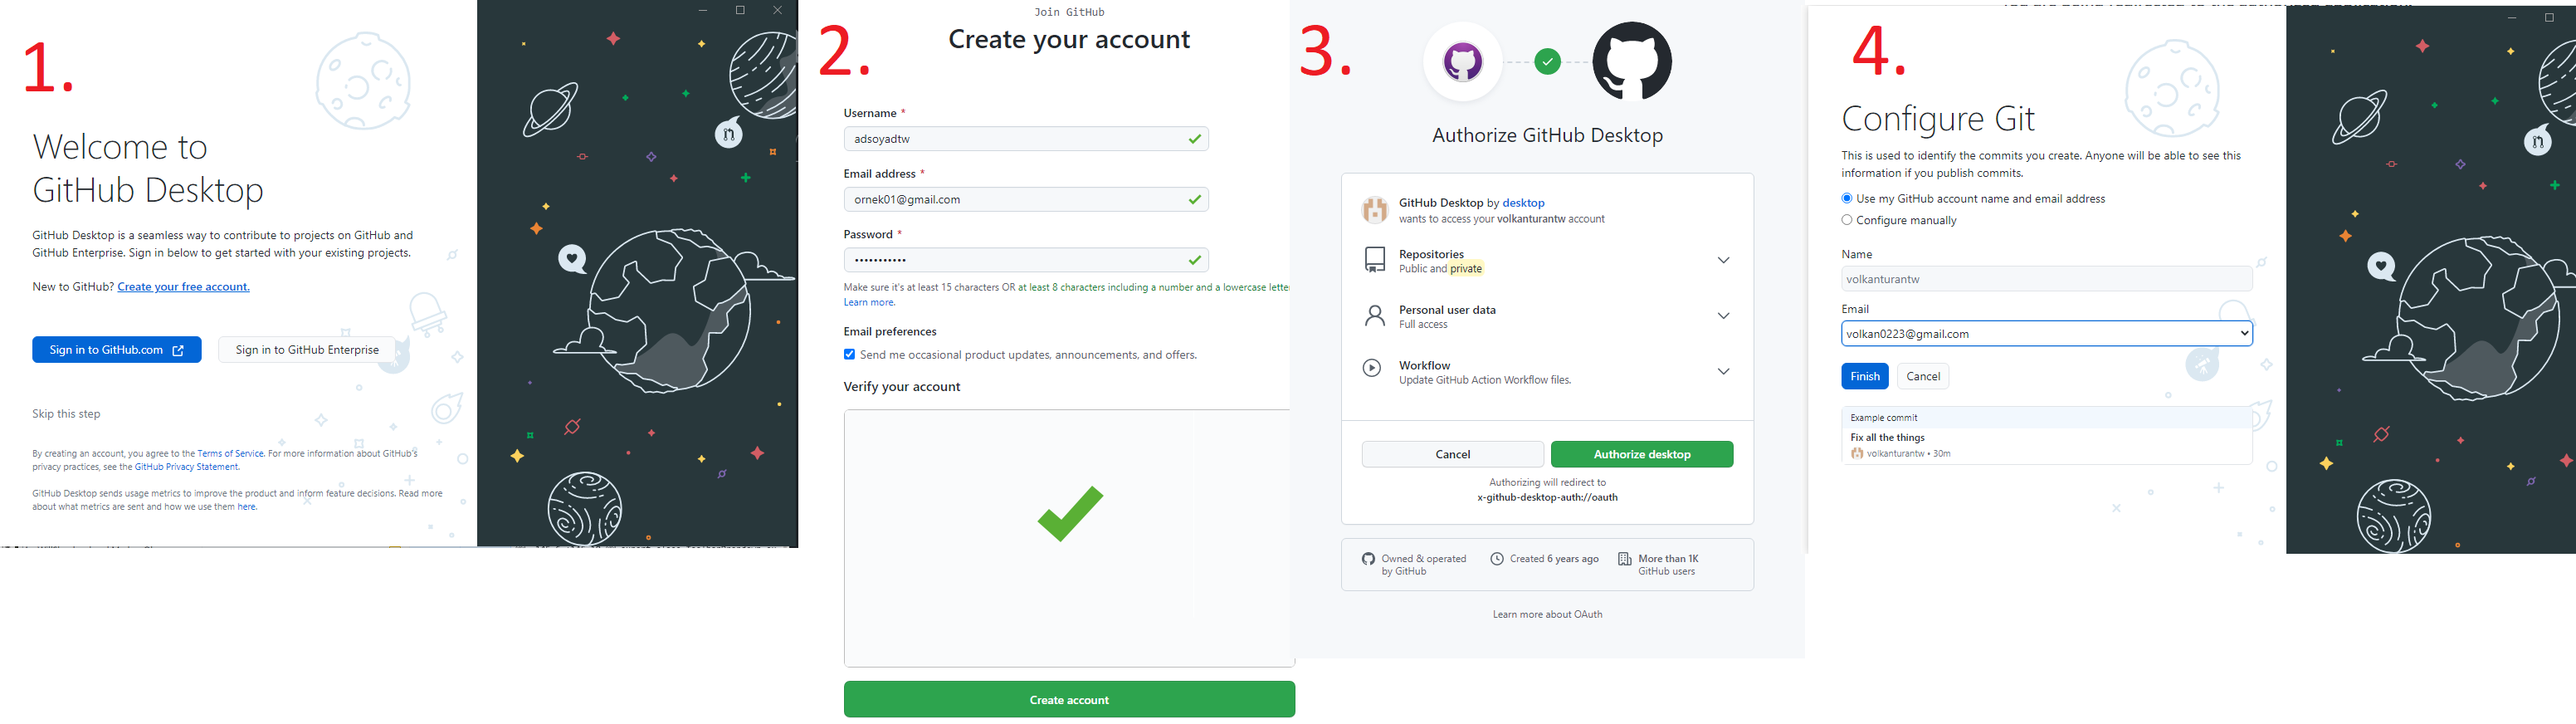 1.
Welcome to
GitHub Desktop
GitHub Desktop is a seamless way to contribute to projects on GitHub and
GitHub Enterprise. Sign in below to get started with your existing projects.
New to GitHub? Create your free account.
Sign in to GitHub.com
Sign in to GitHub Enterprise
Skip this step
By creating an account, you agree to the Terms of Service. For more information about GitHub's
privacy practices, see the GitHub Privacy Statement.
GitHub Desktop sends usage metrics to improve the product and inform feature decisions. Read more
about what metrics are sent and how we use them here.
2.
Join GitHub
Create your account
Username *
adsoyadtw
Email address *
ornek01@gmail.com
Password *
•••••••••••
Make sure it's at least 15 characters OR at least 8 characters including a number and a lowercase lette
Learn more.
Email preferences
Send me occasional product updates, announcements, and offers.
Verify your account
Create account
3.
Authorize GitHub Desktop
GitHub Desktop by desktop
wants to access your volkanturantw account
Repositories
Public and private
Personal user data
Full access
Workflow
Update GitHub Action Workflow files.
Cancel
Authorize desktop
Authorizing will redirect to
x-github-desktop-auth://oauth
Owned & operated
by GitHub
Created 6 years ago
More than 1K
GitHub users
Learn more about OAuth
4.
Configure Git
This is used to identify the commits you create. Anyone will be able to see this
information if you publish commits.
Use my GitHub account name and email address
Configure manually
Name
volkanturantw
Email
volkan0223@gmail.com
Finish
Cancel
Example commit
Fix all the things
volkanturantw • 30m